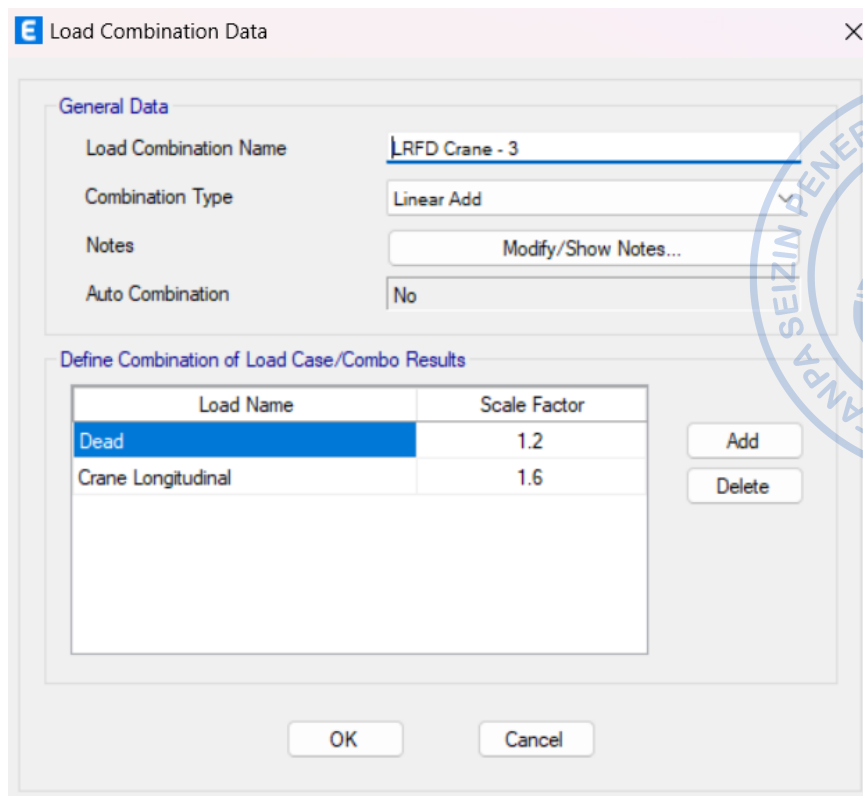 E Load Combination Data
General Data
Load Combination Name LRFD Crane - 3
Combination Type Linear Add
Notes Modify/Show Notes...
Auto Combination No
Define Combination of Load Case/Combo Results
Load Name Scale Factor
Dead 1.2 Add
Crane Longitudinal 1.6 Delete
OK Cancel
TANPA SEIZIN